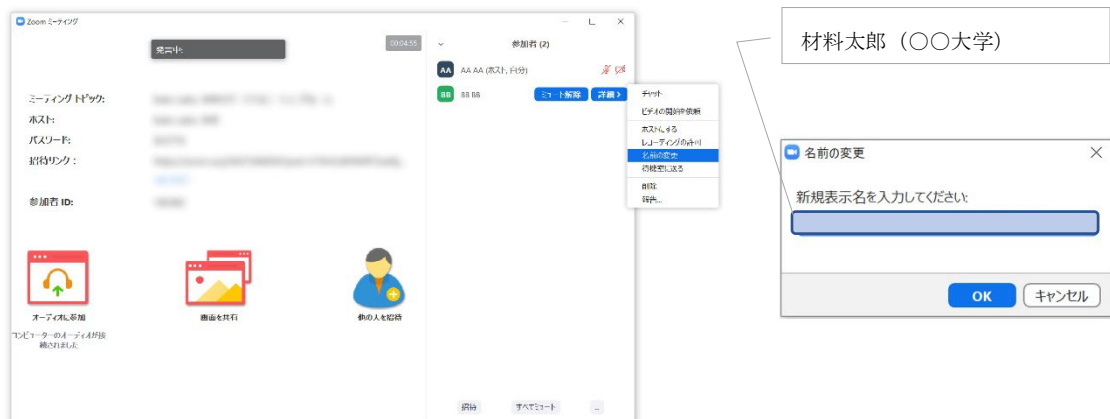 Zoom ミーティング
発言中:
00:04:55
参加者 (2)
AA
AA AA (ホスト, 自分)
BB
BB BB
ミュート解除
詳細 >
チャット
ビデオの開始を依頼
ホストにする
レコーディングの許可
名前の変更
待機室に送る
削除
報告...
ミーティング トピック:
ホスト:
パスワード:
招待リンク:
参加者 ID:
オーディオに参加
コンピューターのオーディオが接
続されました
画面を共有
他の人を招待
招待
すべてミュート
...
材料太郎（〇〇大学）
名前の変更
新規表示名を入力してください:
OK
キャンセル